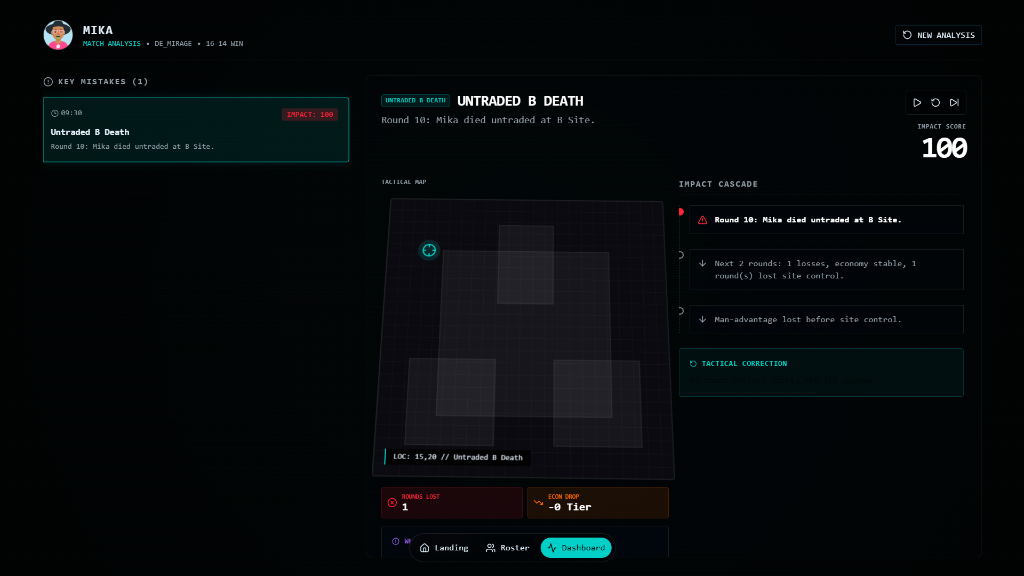 MIKA
MATCH ANALYSIS • DE_MIRAGE • 16 14 WIN
NEW ANALYSIS
KEY MISTAKES (1)
09:30
IMPACT: 100
Untraded B Death
Round 10: Mika died untraded at B Site.
UNTRADED B DEATH
UNTRADED B DEATH
Round 10: Mika died untraded at B Site.
IMPACT SCORE
100
TACTICAL MAP
LOC: 15,20 // Untraded B Death
IMPACT CASCADE
Round 10: Mika died untraded at B Site.
Next 2 rounds: 1 losses, economy stable, 1
round(s) lost site control.
Man-advantage lost before site control.
TACTICAL CORRECTION
ROUNDS LOST
1
ECON DROP
-0 Tier
Landing
Roster
Dashboard